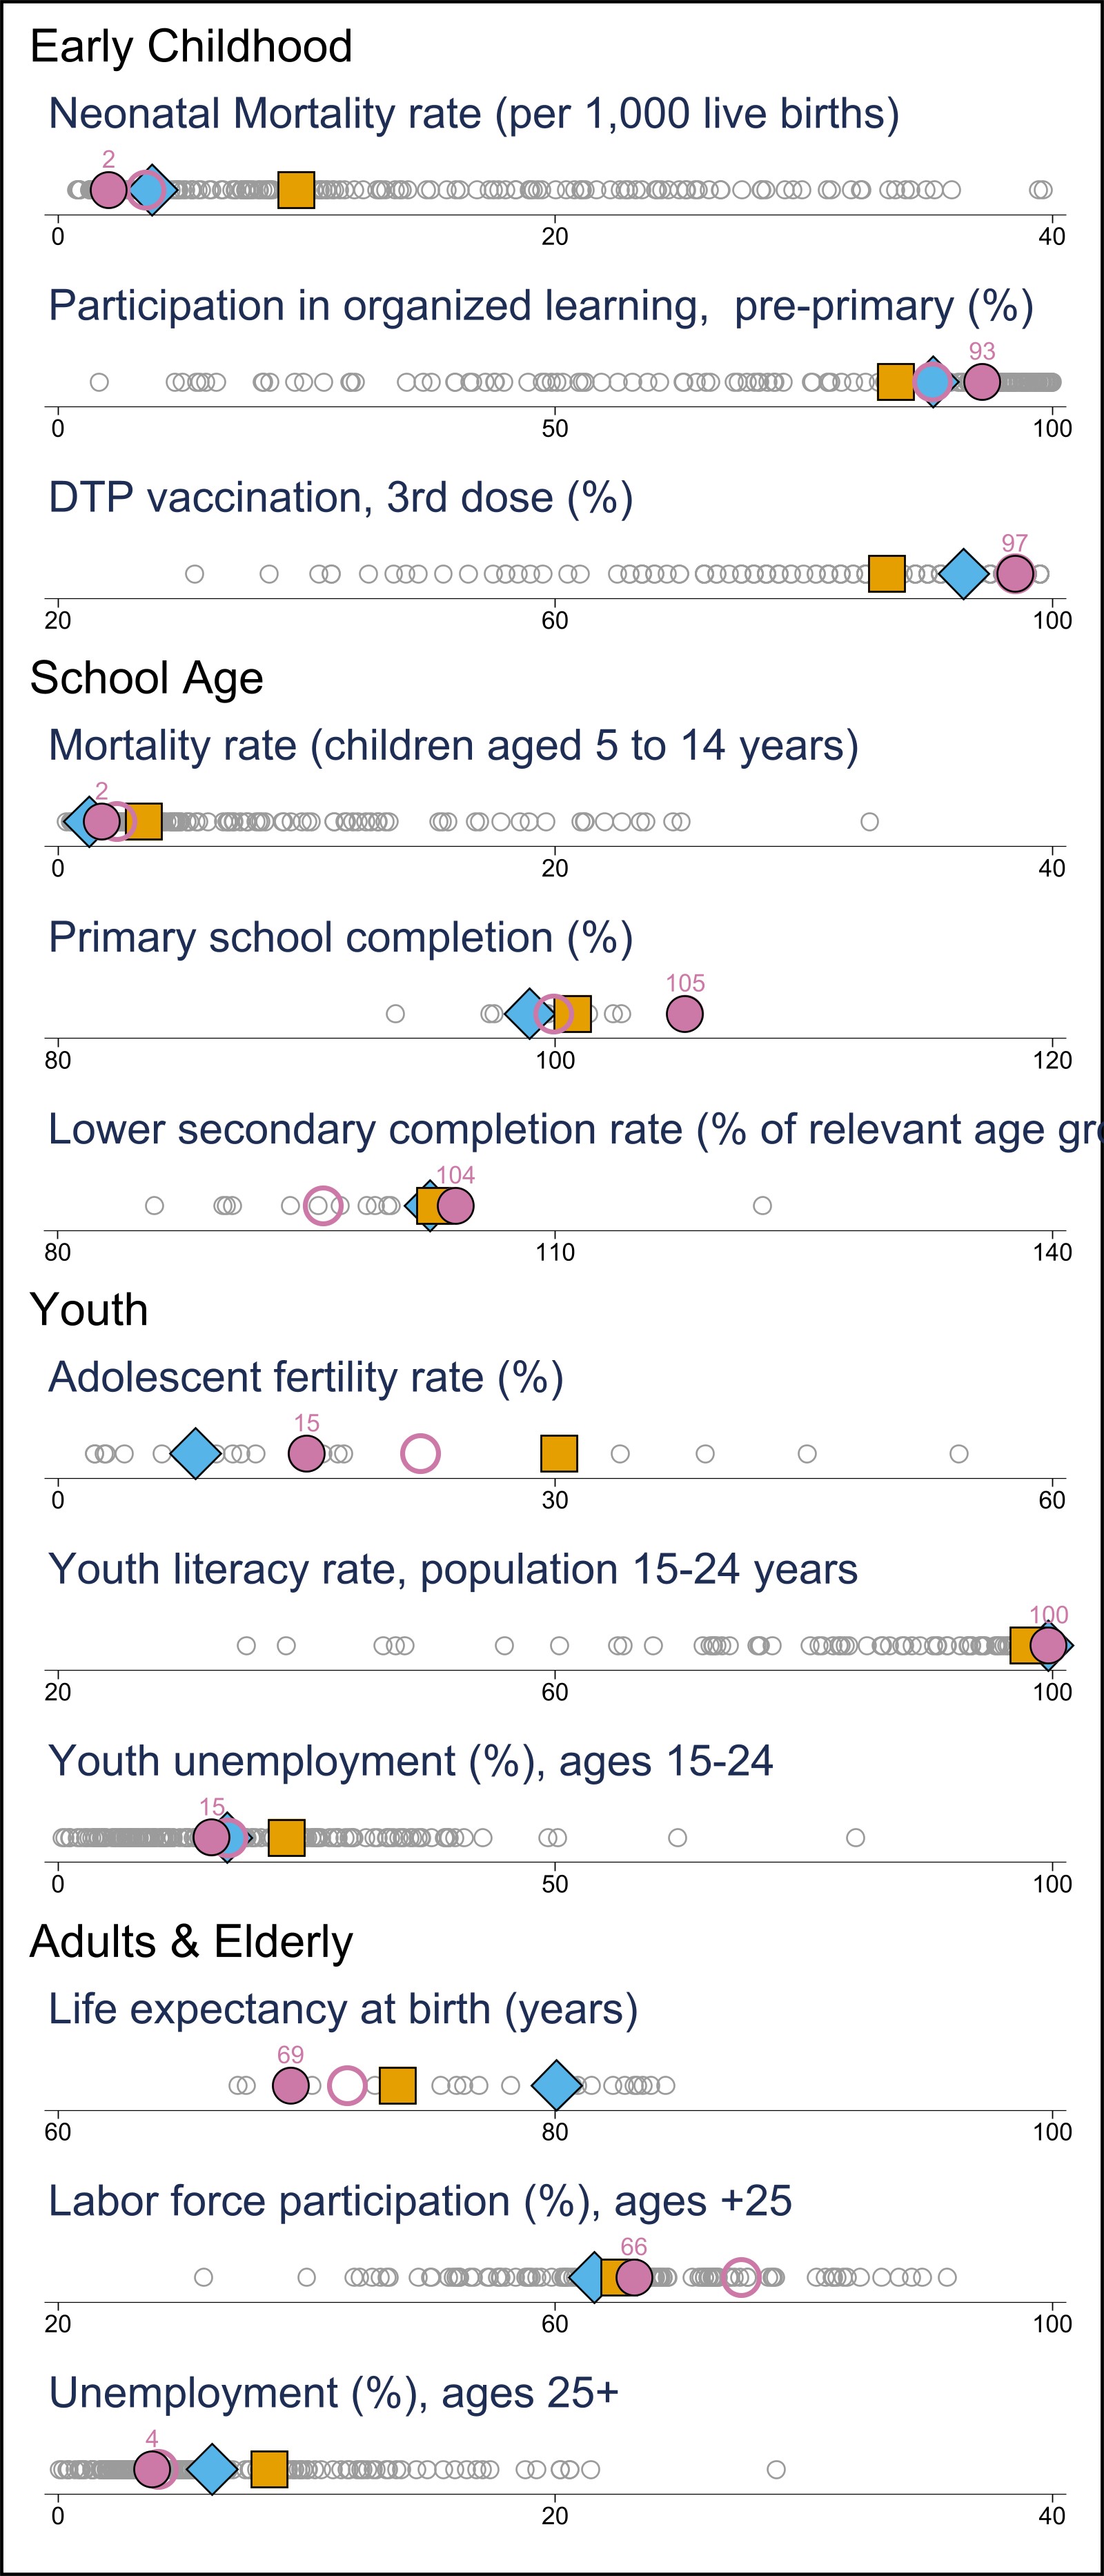 Early Childhood
Neonatal Mortality rate (per 1,000 live births)
2
0 20 40
Participation in organized learning,  pre-primary (%)
93
0 50 100
DTP vaccination, 3rd dose (%)
97
20 60 100
School Age
Mortality rate (children aged 5 to 14 years)
2
0 20 40
Primary school completion (%)
105
80 100 120
Lower secondary completion rate (% of relevant age gro
104
80 110 140
Youth
Adolescent fertility rate (%)
15
0 30 60
Youth literacy rate, population 15-24 years
100
20 60 100
Youth unemployment (%), ages 15-24
15
0 50 100
Adults & Elderly
Life expectancy at birth (years)
69
60 80 100
Labor force participation (%), ages +25
66
20 60 100
Unemployment (%), ages 25+
4
0 20 40